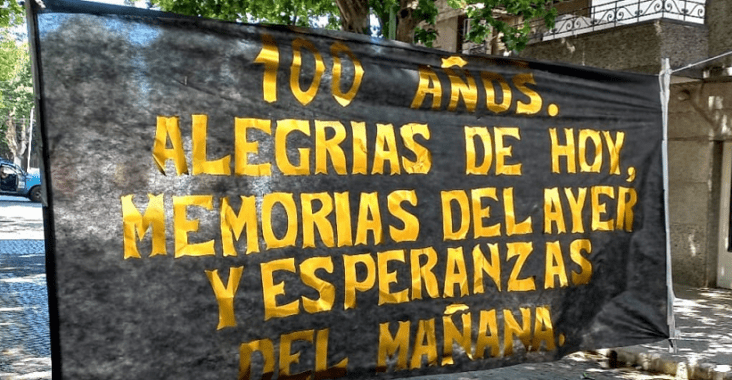 100 AÑOS.
ALEGRIAS DE HOY,
MEMORIAS DEL AYER
Y ESPERANZAS
DEL MAÑANA.